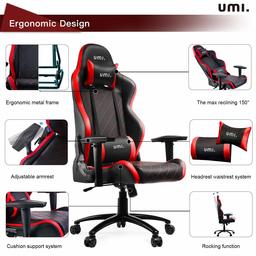 Ergonomic Design
umi.
Ergonomic metal frame
The max reclining 150°
umi.
umi.
Adjustable armrest
Headrest waistrest system
Cushion support system
Rocking function